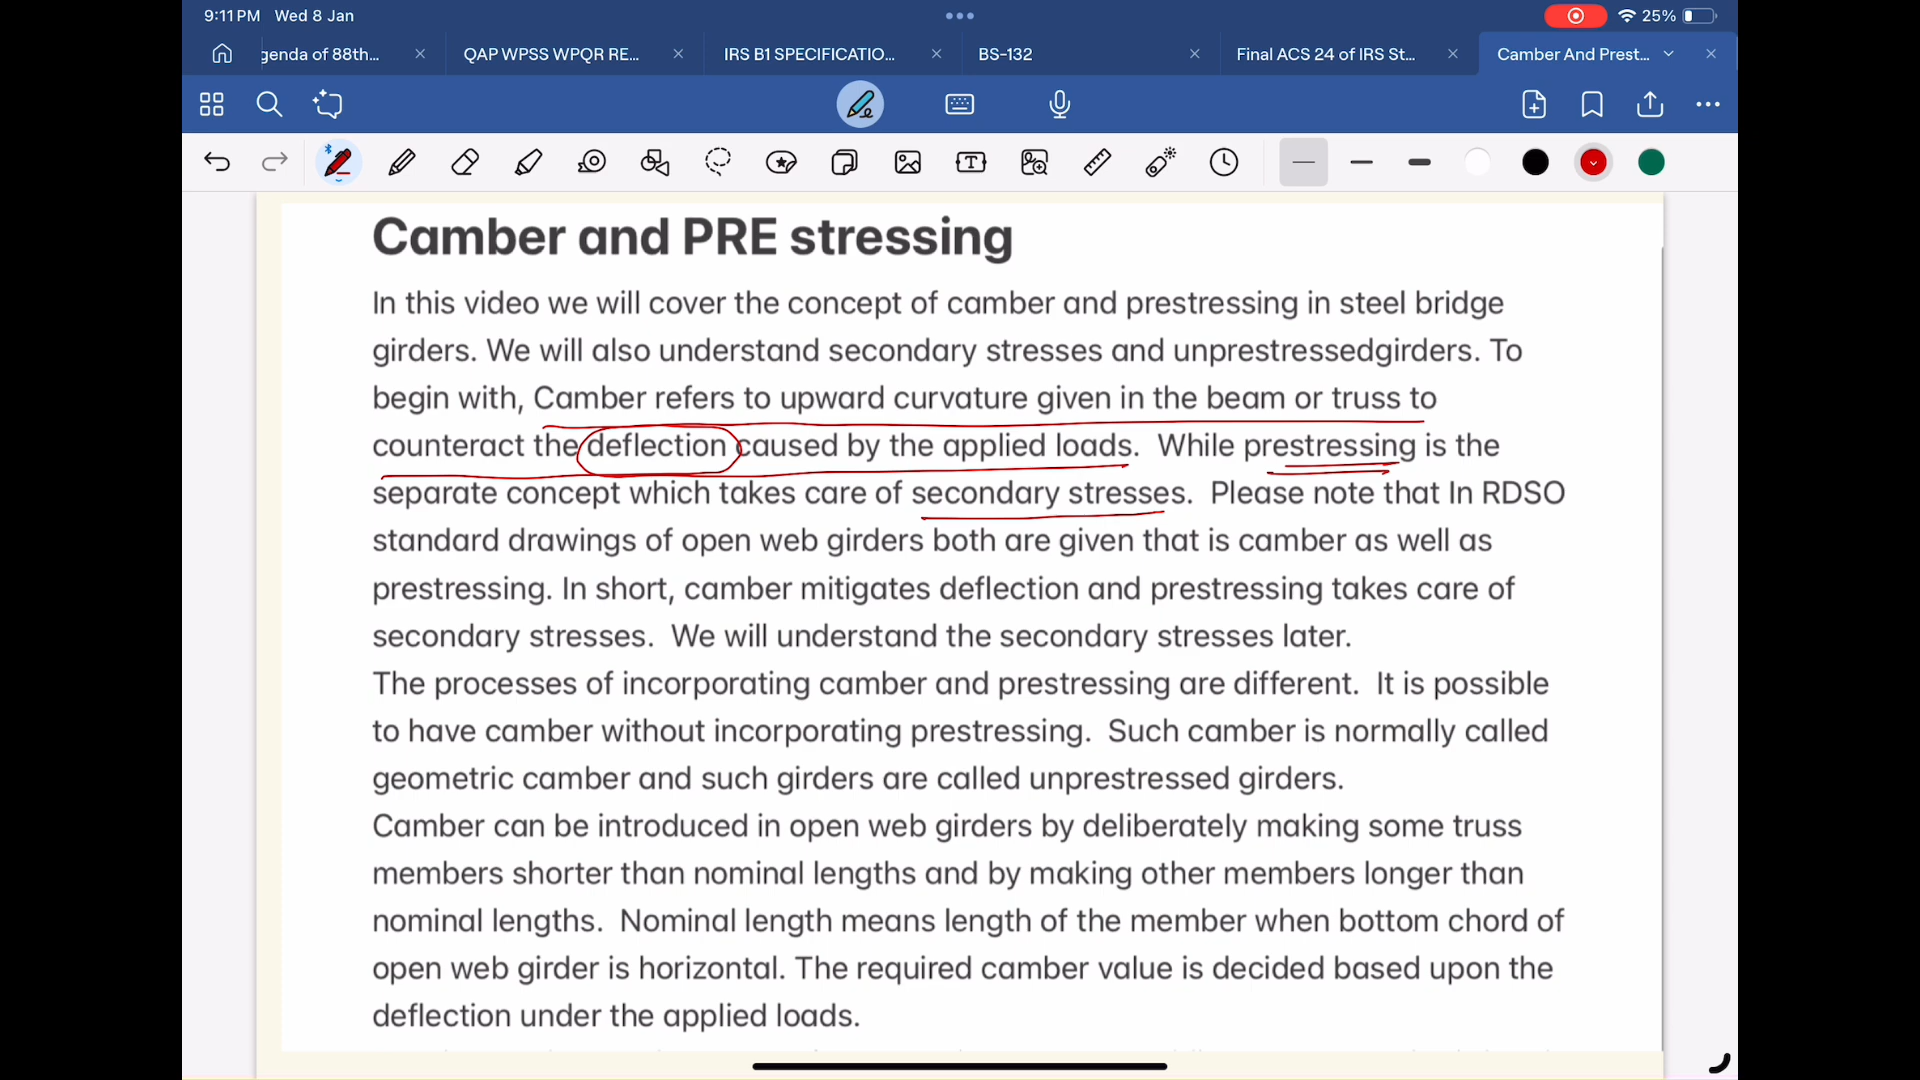 9:11 PM Wed 8 Jan
25%
genda of 88th...
QAP WPSS WPQR RE...
IRS B1 SPECIFICATIO...
BS-132
Final ACS 24 of IRS St...
Camber And Prest...
Camber and PRE stressing
In this video we will cover the concept of camber and prestressing in steel bridge
girders. We will also understand secondary stresses and unprestressedgirders. To
begin with, Camber refers to upward curvature given in the beam or truss to
counteract the deflection caused by the applied loads. While prestressing is the
separate concept which takes care of secondary stresses. Please note that In RDSO
standard drawings of open web girders both are given that is camber as well as
prestressing. In short, camber mitigates deflection and prestressing takes care of
secondary stresses. We will understand the secondary stresses later.
The processes of incorporating camber and prestressing are different. It is possible
to have camber without incorporating prestressing. Such camber is normally called
geometric camber and such girders are called unprestressed girders.
Camber can be introduced in open web girders by deliberately making some truss
members shorter than nominal lengths and by making other members longer than
nominal lengths. Nominal length means length of the member when bottom chord of
open web girder is horizontal. The required camber value is decided based upon the
deflection under the applied loads.